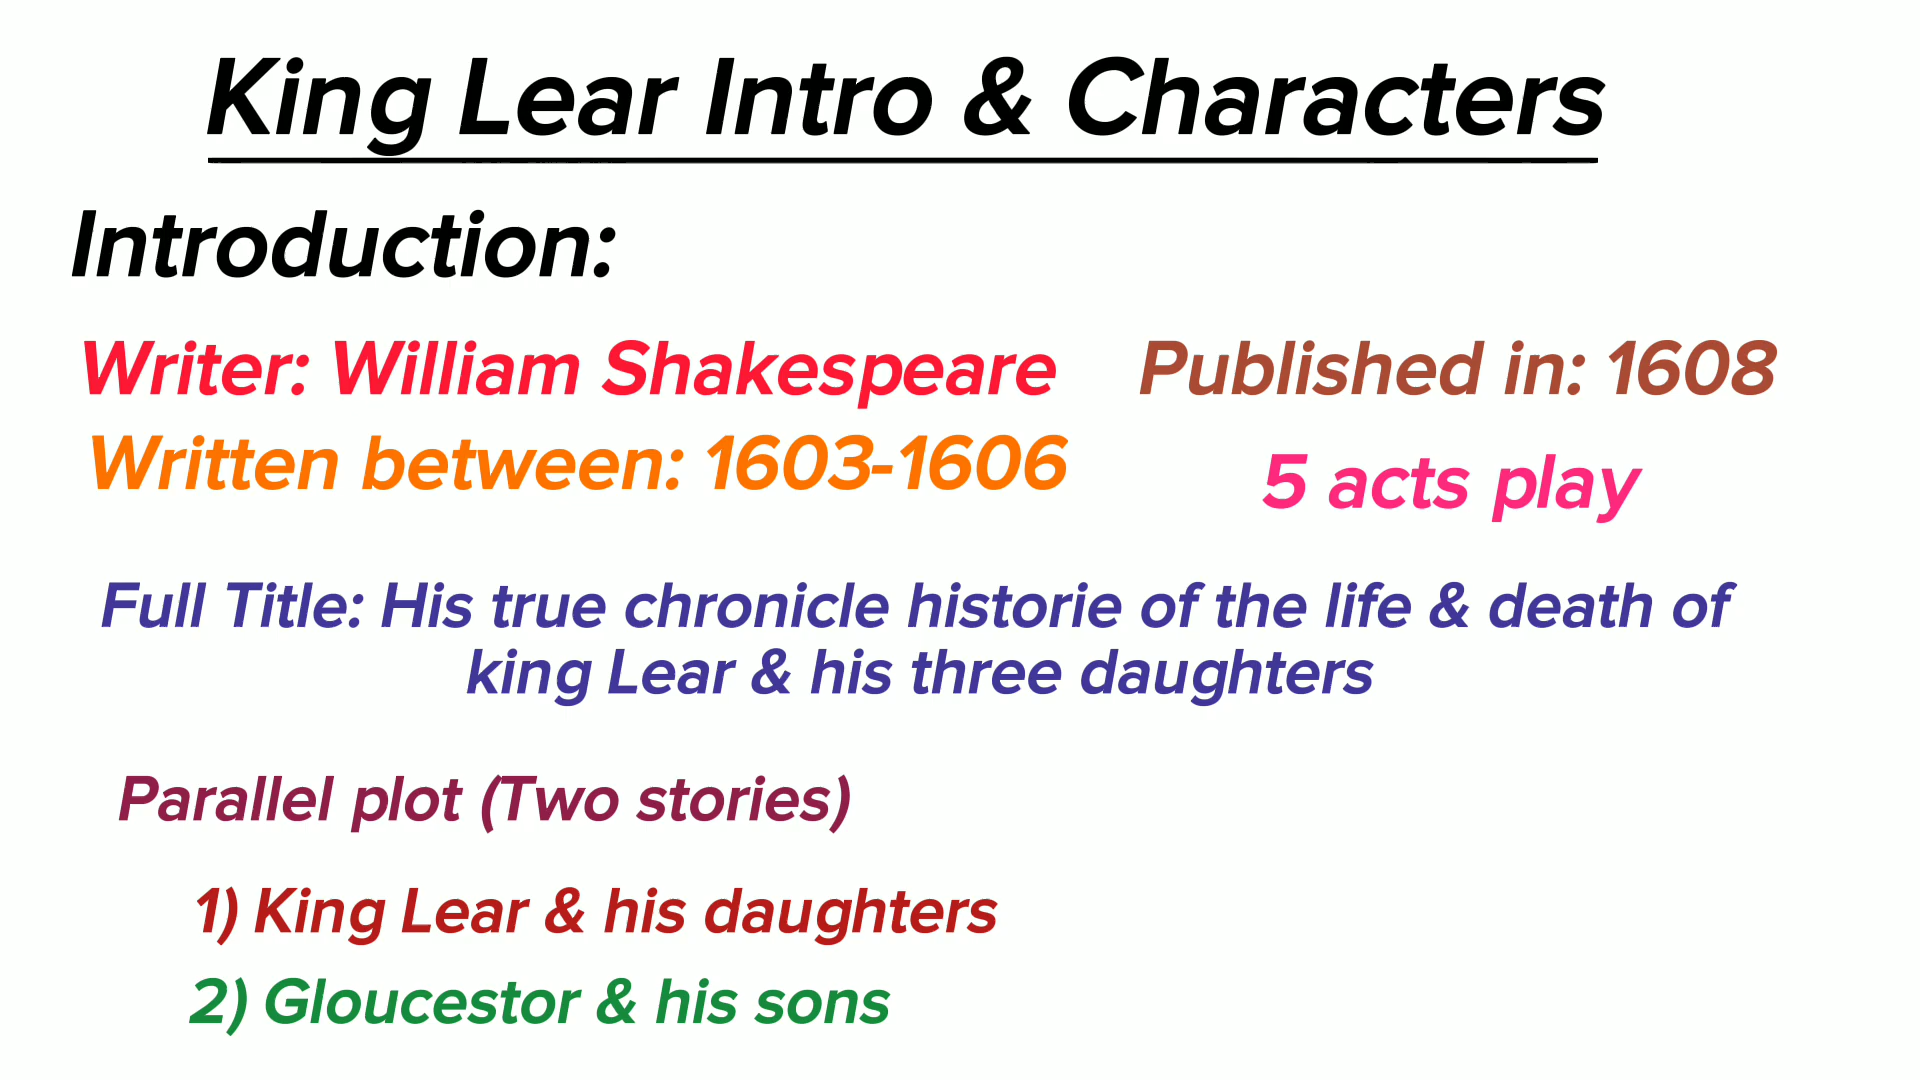 King Lear Intro & Characters
Introduction:
Writer: William Shakespeare
Published in: 1608
Written between: 1603-1606
5 acts play
Full Title: His true chronicle historie of the life & death of
king Lear & his three daughters
Parallel plot (Two stories)
1) King Lear & his daughters
2) Gloucestor & his sons